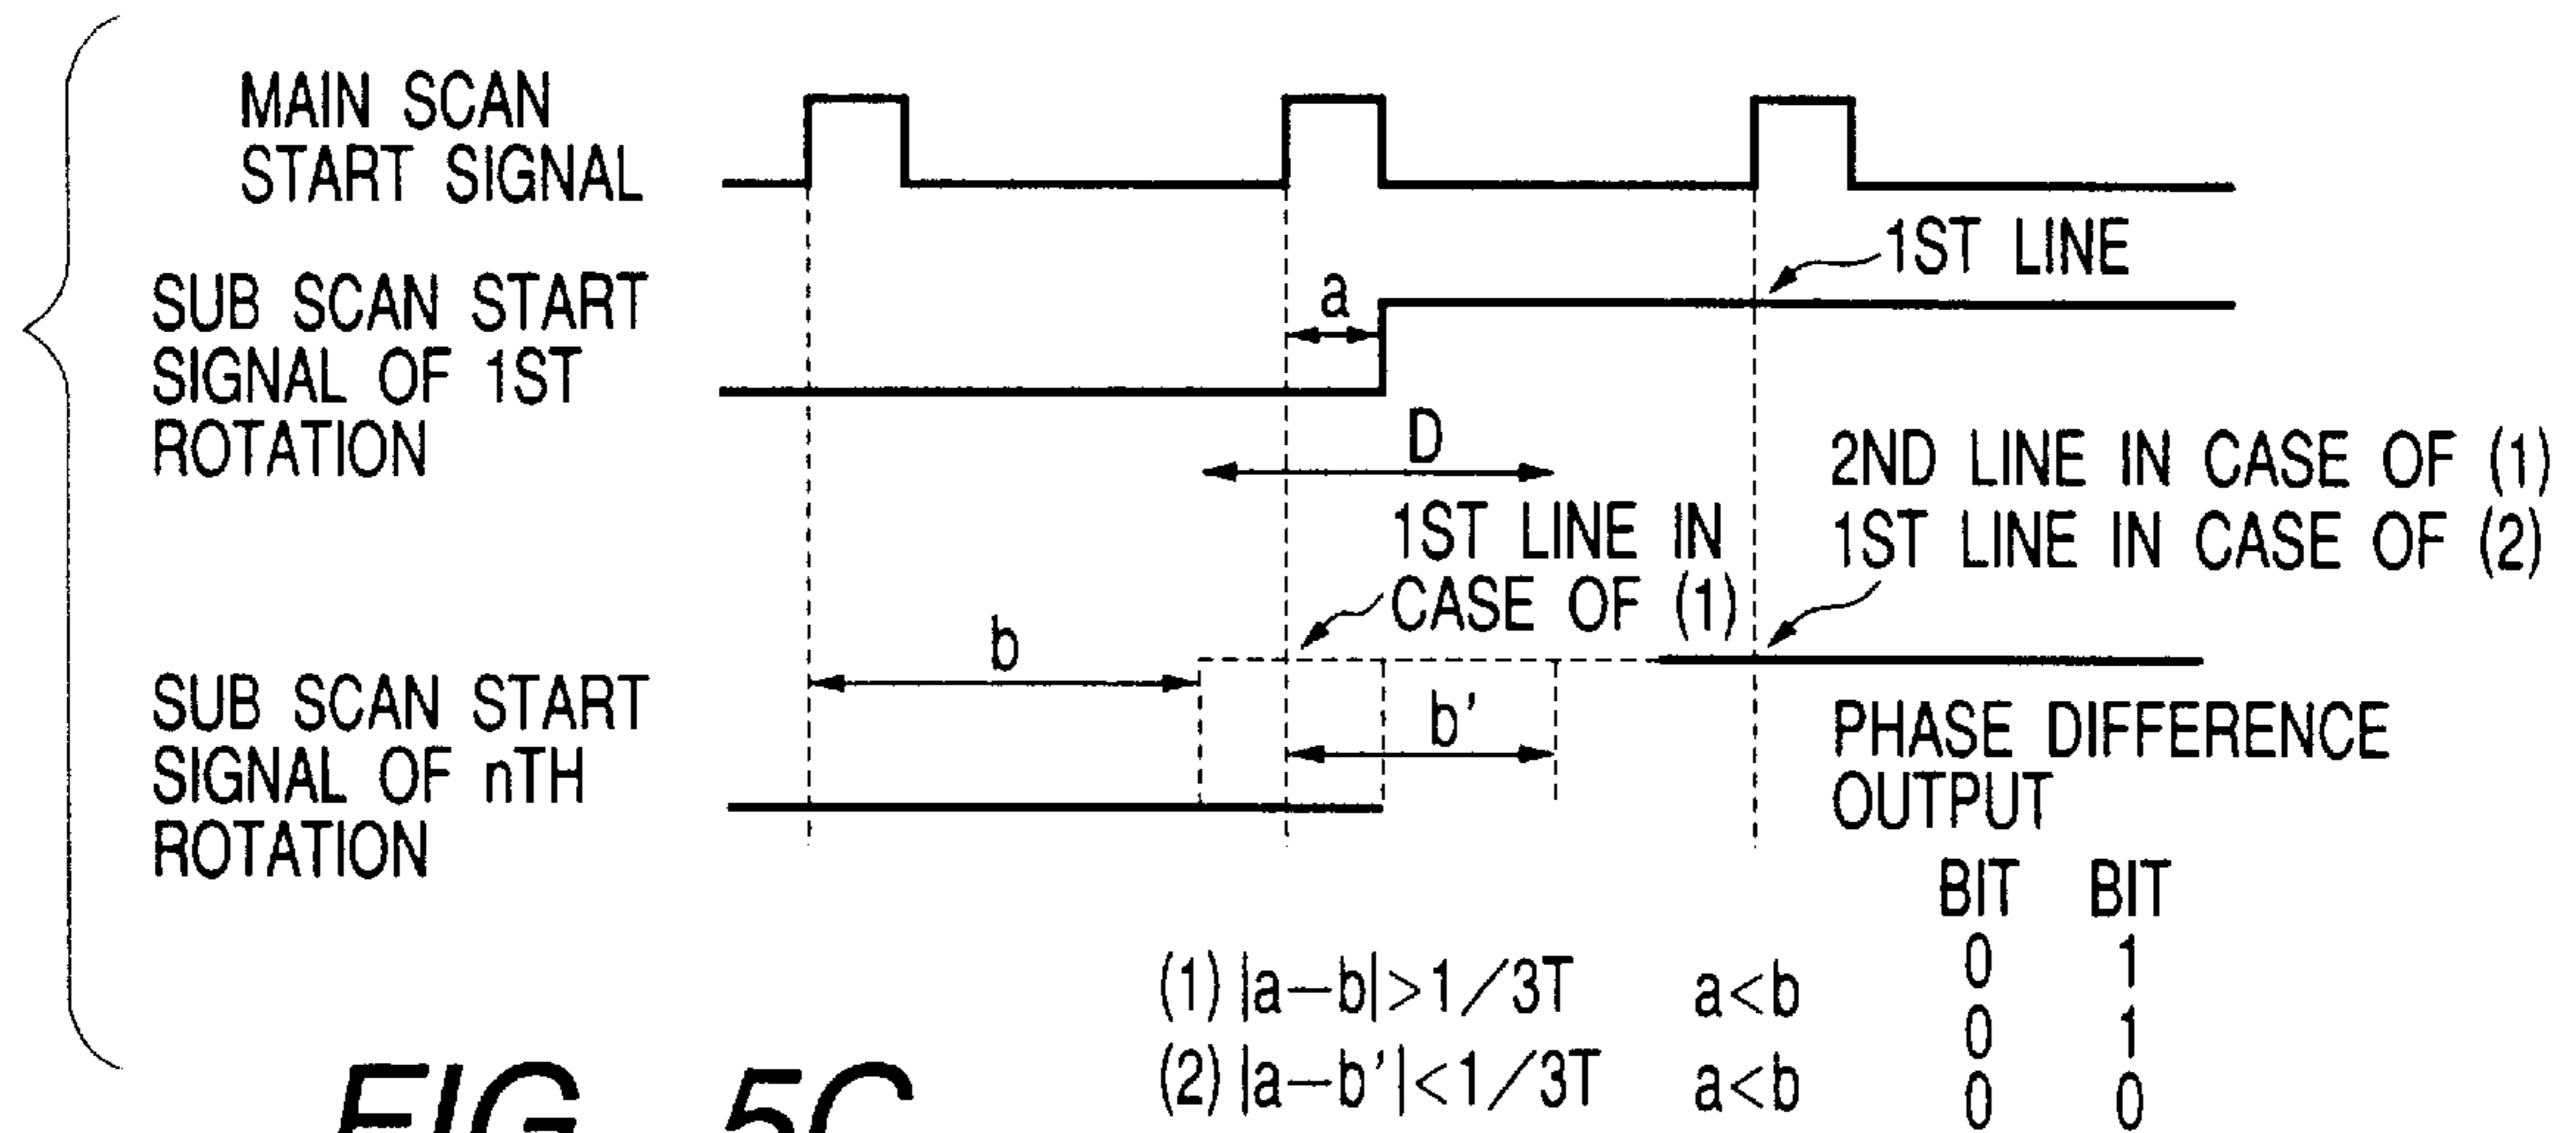 MAIN SCAN
START SIGNAL
1ST LINE
SUB SCAN START
SIGNAL OF 1ST
ROTATION
a
D
2ND LINE IN CASE OF (1)
1ST LINE IN CASE OF (2)
1ST LINE IN
CASE OF (1)
b
SUB SCAN START
SIGNAL OF nTH
ROTATION
b'
PHASE DIFFERENCE
OUTPUT
BIT BIT
0 1
(1) |a−b|>1/3T a<b
0 1
(2) |a−b'|<1/3T a<b
0 0
FIG. 5C